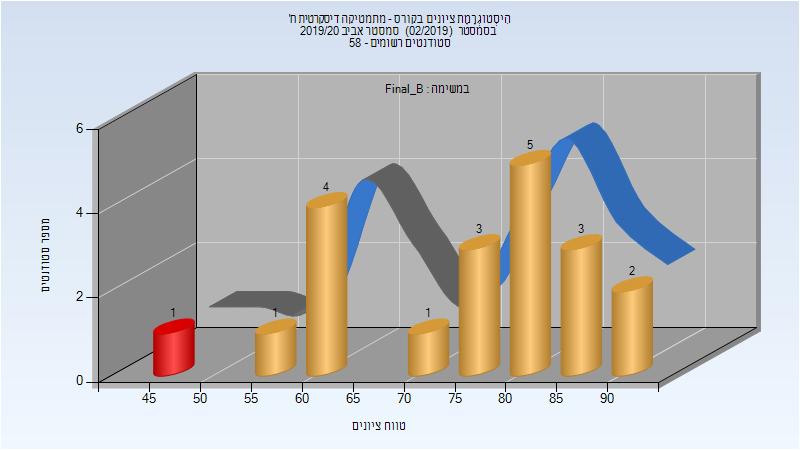 היסטוגרמת ציונים בקורס - מתמטיקה דיסקרטית ח'
בסמסטר (02/2019) סמסטר אביב 2019/20
סטודנטים רשומים - 58
במשימה : Final_B
מספר סטודנטים
6
4
2
0
1
1
4
1
3
5
3
2
45 50 55 60 65 70 75 80 85 90
טווח ציונים